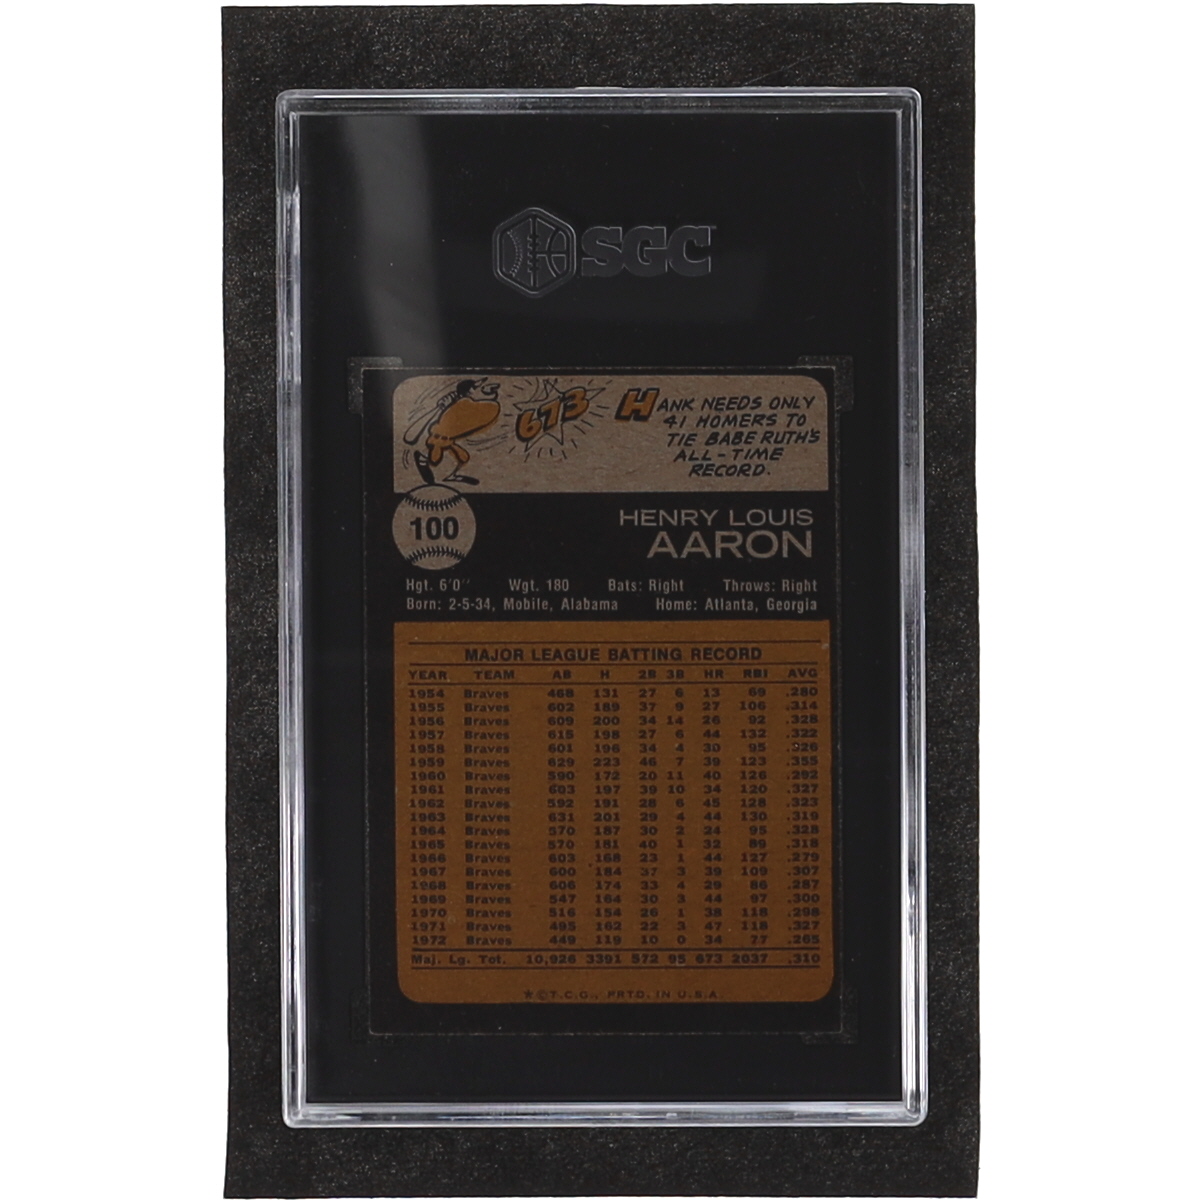 SGC
673
HANK NEEDS ONLY
41 HOMERS TO
TIE BABE RUTH'S
ALL-TIME
RECORD.
100
HENRY LOUIS
AARON
Hgt. 6'0" Wgt. 180 Bats: Right Throws: Right
Born: 2-5-34, Mobile, Alabama Home: Atlanta, Georgia
MAJOR LEAGUE BATTING RECORD
YEAR TEAM AB H 2B 3B HR RBI AVG
1954 Braves 468 131 27 6 13 69 .280
1955 Braves 602 189 37 9 27 106 .314
1956 Braves 609 200 34 14 26 92 .328
1957 Braves 615 198 27 6 44 132 .322
1958 Braves 601 196 34 4 30 95 .326
1959 Braves 629 223 46 7 39 123 .355
1960 Braves 590 172 20 11 40 126 .292
1961 Braves 603 197 39 10 34 120 .327
1962 Braves 592 191 28 6 45 128 .323
1963 Braves 631 201 29 4 44 130 .319
1964 Braves 570 187 30 2 24 95 .328
1965 Braves 570 181 40 1 32 89 .318
1966 Braves 603 168 23 1 44 127 .279
1967 Braves 600 184 37 3 39 109 .307
1968 Braves 606 174 33 4 29 86 .287
1969 Braves 547 164 30 3 44 97 .300
1970 Braves 516 154 26 1 38 118 .298
1971 Braves 495 162 22 3 47 118 .327
1972 Braves 449 119 10 0 34 77 .265
Maj. Lg. Tot. 10,926 3391 572 95 673 2037 .310
★©T.C.G., PRTD. IN U.S.A.